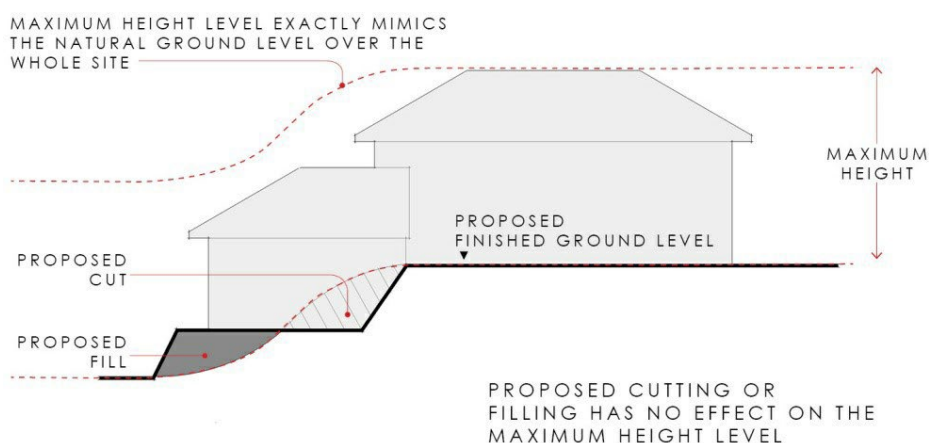 MAXIMUM HEIGHT LEVEL EXACTLY MIMICS
THE NATURAL GROUND LEVEL OVER THE
WHOLE SITE
MAXIMUM
HEIGHT
PROPOSED
FINISHED GROUND LEVEL
PROPOSED
CUT
PROPOSED
FILL
PROPOSED CUTTING OR
FILLING HAS NO EFFECT ON THE
MAXIMUM HEIGHT LEVEL